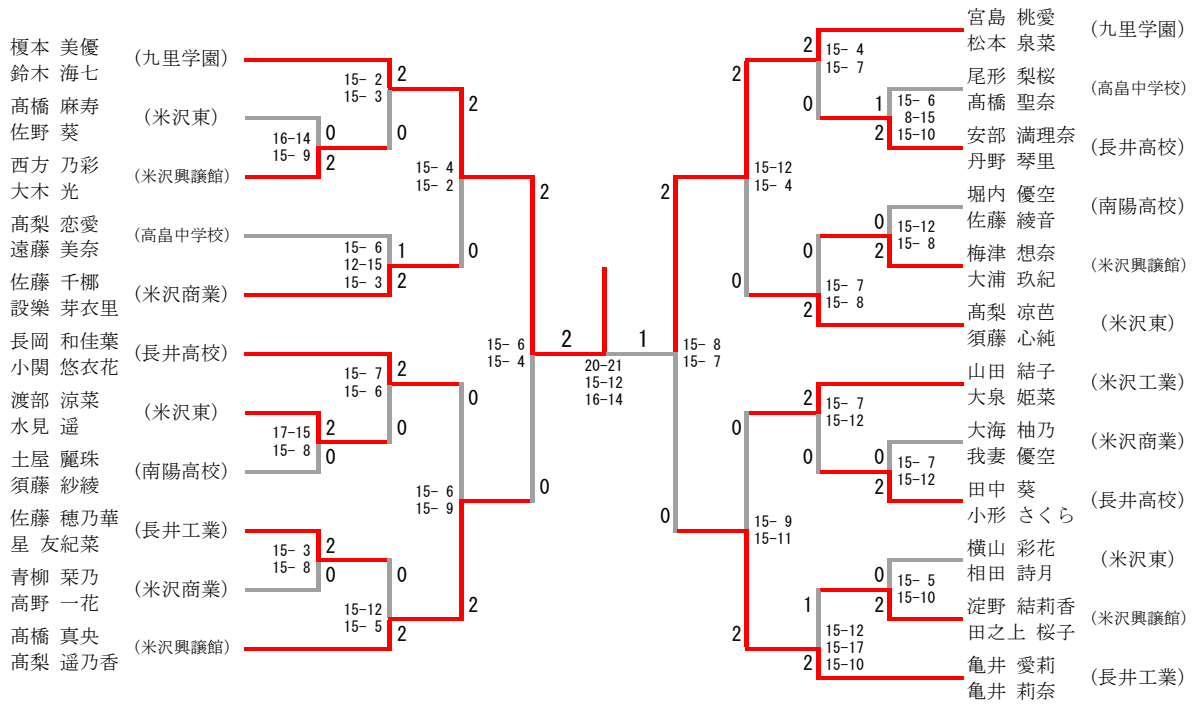 榎本 美優
鈴木 海七
(九里学園)
髙橋 麻寿
佐野 葵
(米沢東)
西方 乃彩
大木 光
(米沢興譲館)
髙梨 恋愛
遠藤 美奈
(高畠中学校)
佐藤 千梛
設樂 芽衣里
(米沢商業)
長岡 和佳葉
小関 悠衣花
(長井高校)
渡部 涼菜
水見 遥
(米沢東)
土屋 麗珠
須藤 紗綾
(南陽高校)
佐藤 穂乃華
星 友紀菜
(長井工業)
青柳 栞乃
高野 一花
(米沢商業)
髙橋 真央
髙梨 遥乃香
(米沢興譲館)
15- 2
15- 3
2
0
16-14
15- 9
0
2
15- 6
12-15
15- 3
1
2
15- 4
15- 2
2
0
15- 7
15- 6
2
0
17-15
15- 8
2
0
15- 3
15- 8
2
0
15-12
15- 5
0
2
15- 6
15- 9
0
2
15- 6
15- 4
2
0
2
1
20-21
15-12
16-14
15- 8
15- 7
2
0
15-12
15- 4
2
0
15- 4
15- 7
2
0
15- 6
8-15
15-10
1
2
15-12
15- 8
0
2
15- 7
15- 8
0
2
15- 9
15-11
0
2
15- 7
15-12
2
0
15- 7
15-12
0
2
15- 5
15-10
0
2
15-12
15-17
15-10
1
2
宮島 桃愛
松本 泉菜
(九里学園)
尾形 梨桜
髙橋 聖奈
(高畠中学校)
安部 満理奈
丹野 琴里
(長井高校)
堀内 優空
佐藤 綾音
(南陽高校)
梅津 想奈
大浦 玖紀
(米沢興譲館)
髙梨 凉芭
須藤 心純
(米沢東)
山田 結子
大泉 姫菜
(米沢工業)
大海 柚乃
我妻 優空
(米沢商業)
田中 葵
小形 さくら
(長井高校)
横山 彩花
相田 詩月
(米沢東)
淀野 結莉香
田之上 桜子
(米沢興譲館)
亀井 愛莉
亀井 莉奈
(長井工業)